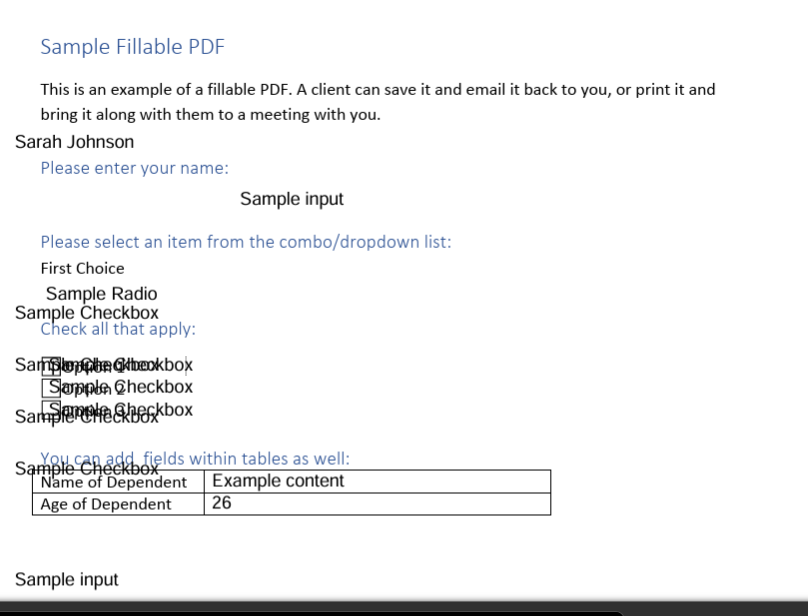 Sample Fillable PDF
This is an example of a fillable PDF. A client can save it and email it back to you, or print it and
bring it along with them to a meeting with you.
Sarah Johnson
Please enter your name:
Sample input
Please select an item from the combo/dropdown list:
First Choice
Sample Radio
Sample Checkbox
Check all that apply:
Sample Checkbox
Sample Checkbox
Option 2
Sample Checkbox
Sample Checkbox
You can add fields within tables as well:
Sample Checkbox
Name of Dependent Example content
Age of Dependent 26
Sample input